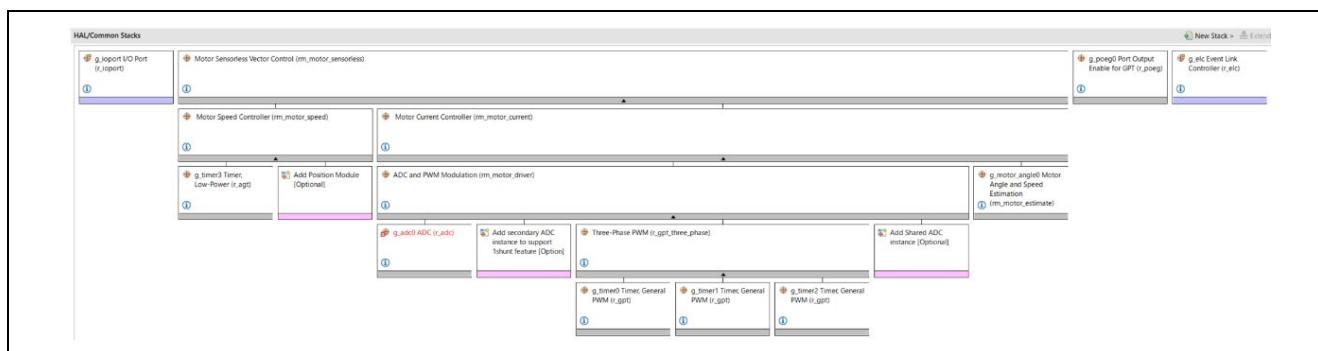 HAL/Common Stacks
New Stack >
Extend
g_ioport I/O Port
(r_ioport)
Motor Sensorless Vector Control (rm_motor_sensorless)
g_poeg0 Port Output
Enable for GPT (r_poeg)
g_elc Event Link
Controller (r_elc)
Motor Speed Controller (rm_motor_speed)
Motor Current Controller (rm_motor_current)
g_timer3 Timer,
Low-Power (r_agt)
Add Position Module
[Optional]
ADC and PWM Modulation (rm_motor_driver)
g_motor_angle0 Motor
Angle and Speed
Estimation
(rm_motor_estimate)
g_adc0 ADC (r_adc)
Add secondary ADC
instance to support
1shunt feature [Option]
Three-Phase PWM (r_gpt_three_phase)
Add Shared ADC
instance [Optional]
g_timer0 Timer, General
PWM (r_gpt)
g_timer1 Timer, General
PWM (r_gpt)
g_timer2 Timer, General
PWM (r_gpt)